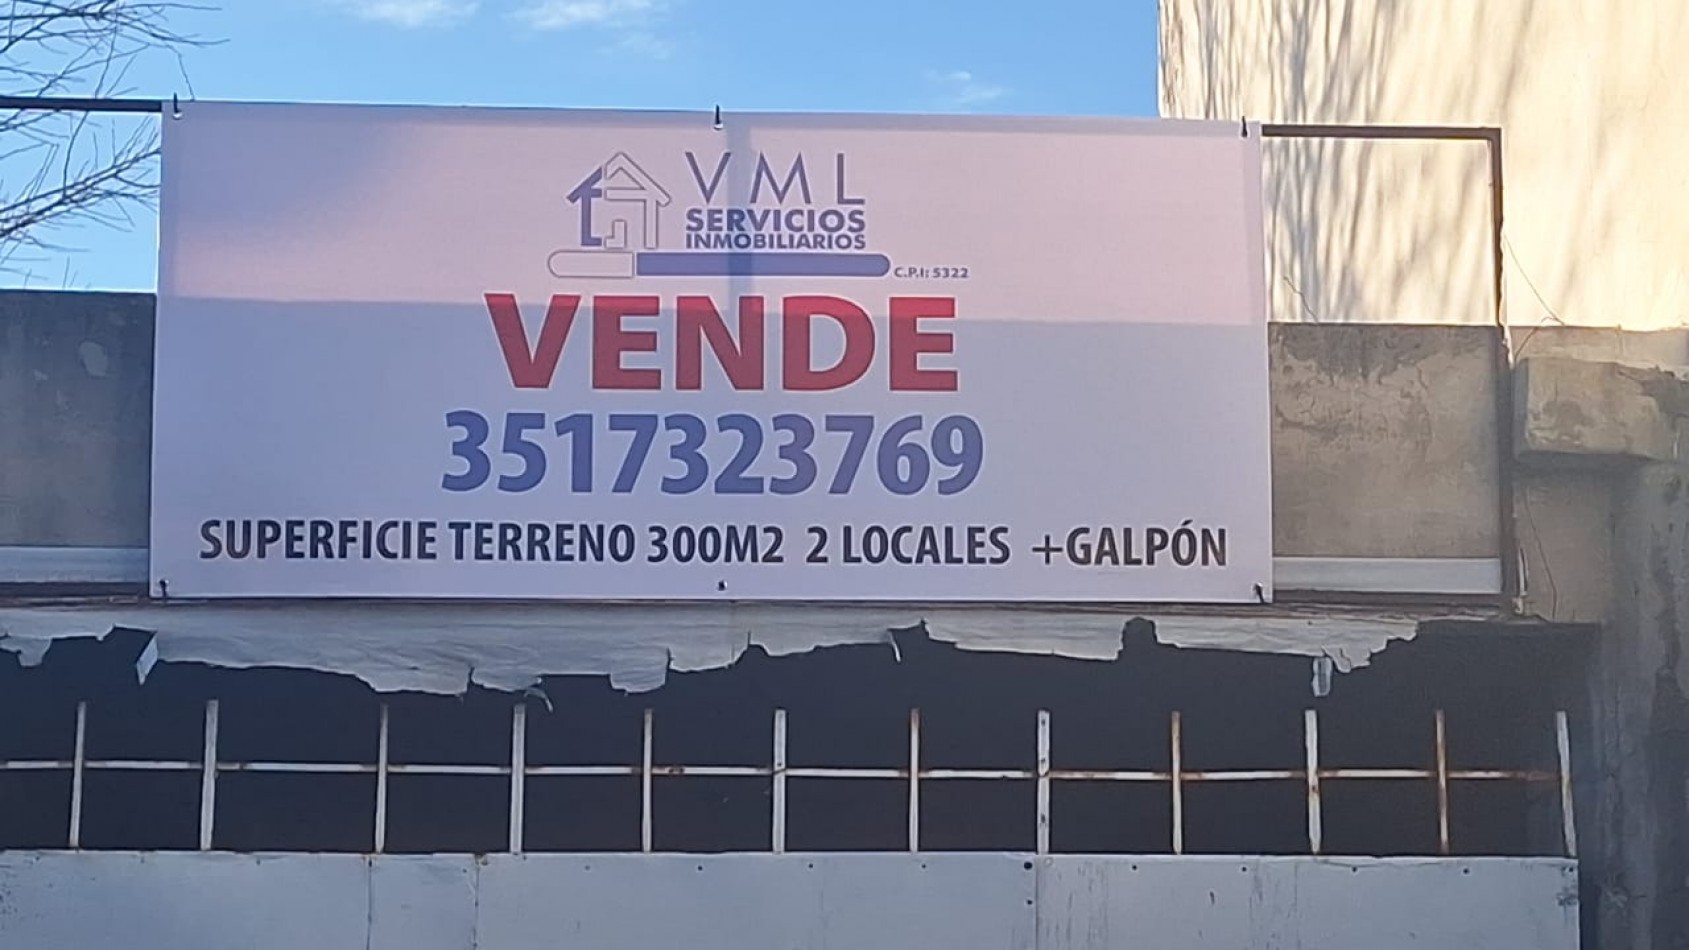 VML
SERVICIOS
INMOBILIARIOS
C.P.I: 5322
VENDE
3517323769
SUPERFICIE TERRENO 300M2 2 LOCALES +GALPÓN